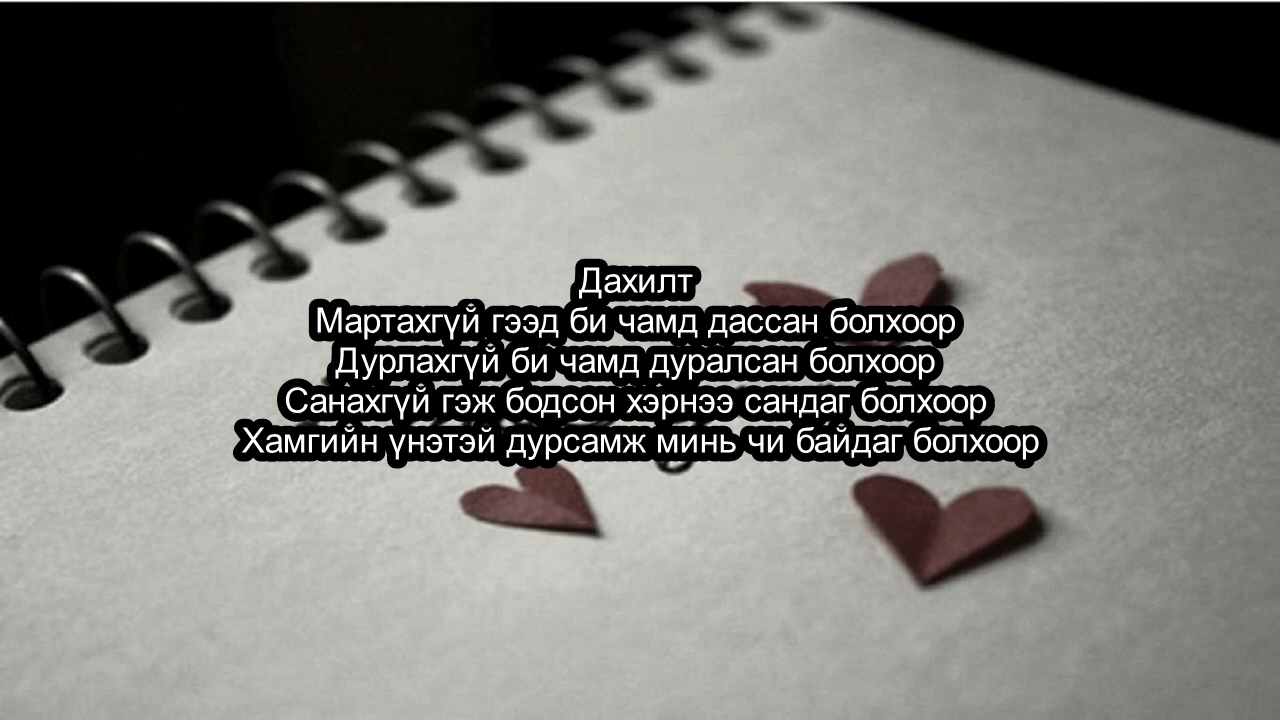 Дахилт
Мартахгүй гээд би чамд дассан болхоор
Дурлахгүй би чамд дуралсан болхоор
Санахгүй гэж бодсон хэрнээ сандаг болхоор
Хамгийн үнэтэй дурсамж минь чи байдаг болхоор